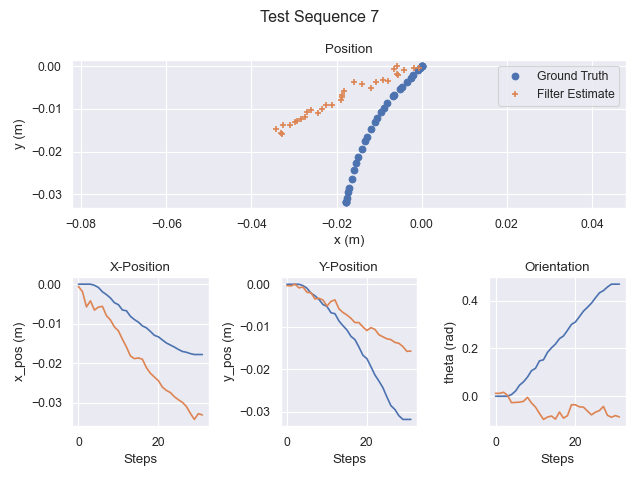 Test Sequence 7
Position
Ground Truth
Filter Estimate
0.00
−0.01
−0.02
−0.03
y (m)
−0.08 −0.06 −0.04 −0.02 0.00 0.02 0.04
x (m)
X-Position
0.00
−0.01
−0.02
−0.03
x_pos (m)
0 20
Steps
Y-Position
0.00
−0.01
−0.02
−0.03
y_pos (m)
0 20
Steps
Orientation
0.4
0.2
0.0
theta (rad)
0 20
Steps